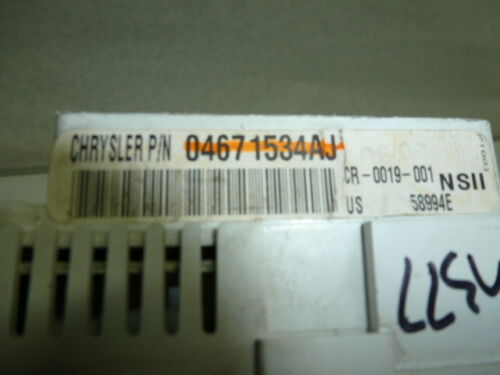 CHRYSLER P/N 04671534AJ
CR-0019-001 NSII
US 58994E